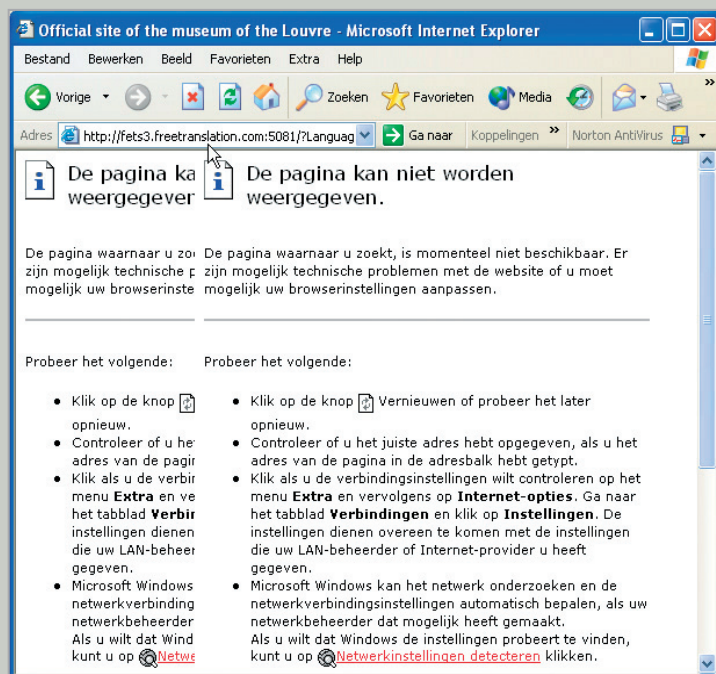 Official site of the museum of the Louvre - Microsoft Internet Explorer
Bestand Bewerken Beeld Favorieten Extra Help
Vorige Zoeken Favorieten Media »
Adres http://fets3.freetranslation.com:5081/?Languag Ga naar Koppelingen » Norton AntiVirus
De pagina ka
weergegeven
De pagina waarnaar u zo
zijn mogelijk technische p
mogelijk uw browserinste
Probeer het volgende:
• Klik op de knop
opnieuw.
• Controleer of u he
adres van de pagin
• Klik als u de verbin
menu Extra en ve
het tabblad Verbin
instellingen dienen
die uw LAN-beheer
gegeven.
• Microsoft Windows
netwerkverbinding
netwerkbeheerder
Als u wilt dat Wind
kunt u op Netwe
De pagina kan niet worden
weergegeven.
De pagina waarnaar u zoekt, is momenteel niet beschikbaar. Er
zijn mogelijk technische problemen met de website of u moet
mogelijk uw browserinstellingen aanpassen.
Probeer het volgende:
• Klik op de knop Vernieuwen of probeer het later
opnieuw.
• Controleer of u het juiste adres hebt opgegeven, als u het
adres van de pagina in de adresbalk hebt getypt.
• Klik als u de verbindingsinstellingen wilt controleren op het
menu Extra en vervolgens op Internet-opties. Ga naar
het tabblad Verbindingen en klik op Instellingen. De
instellingen dienen overeen te komen met de instellingen
die uw LAN-beheerder of Internet-provider u heeft
gegeven.
• Microsoft Windows kan het netwerk onderzoeken en de
netwerkverbindingsinstellingen automatisch bepalen, als uw
netwerkbeheerder dat mogelijk heeft gemaakt.
Als u wilt dat Windows de instellingen probeert te vinden,
kunt u op Netwerkinstellingen detecteren klikken.